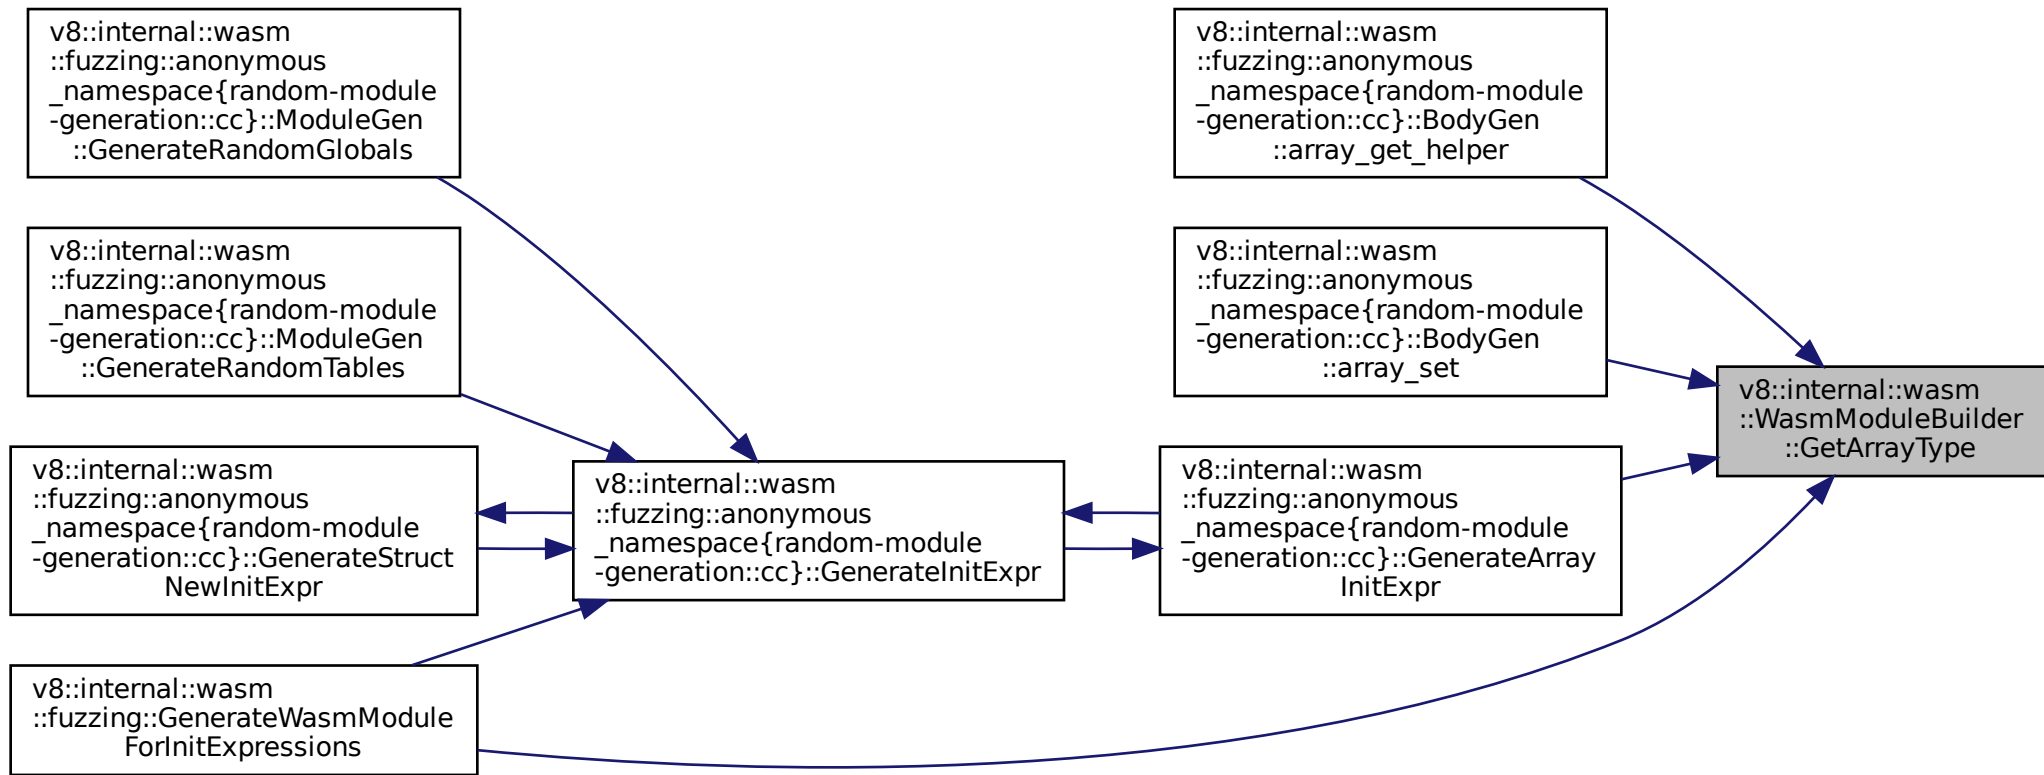 v8::internal::wasm
::fuzzing::anonymous
_namespace{random-module
-generation::cc}::ModuleGen
::GenerateRandomGlobals
v8::internal::wasm
::fuzzing::anonymous
_namespace{random-module
-generation::cc}::ModuleGen
::GenerateRandomTables
v8::internal::wasm
::fuzzing::anonymous
_namespace{random-module
-generation::cc}::GenerateStruct
NewInitExpr
v8::internal::wasm
::fuzzing::GenerateWasmModule
ForInitExpressions
v8::internal::wasm
::fuzzing::anonymous
_namespace{random-module
-generation::cc}::GenerateInitExpr
v8::internal::wasm
::fuzzing::anonymous
_namespace{random-module
-generation::cc}::BodyGen
::array_get_helper
v8::internal::wasm
::fuzzing::anonymous
_namespace{random-module
-generation::cc}::BodyGen
::array_set
v8::internal::wasm
::fuzzing::anonymous
_namespace{random-module
-generation::cc}::GenerateArray
InitExpr
v8::internal::wasm
::WasmModuleBuilder
::GetArrayType